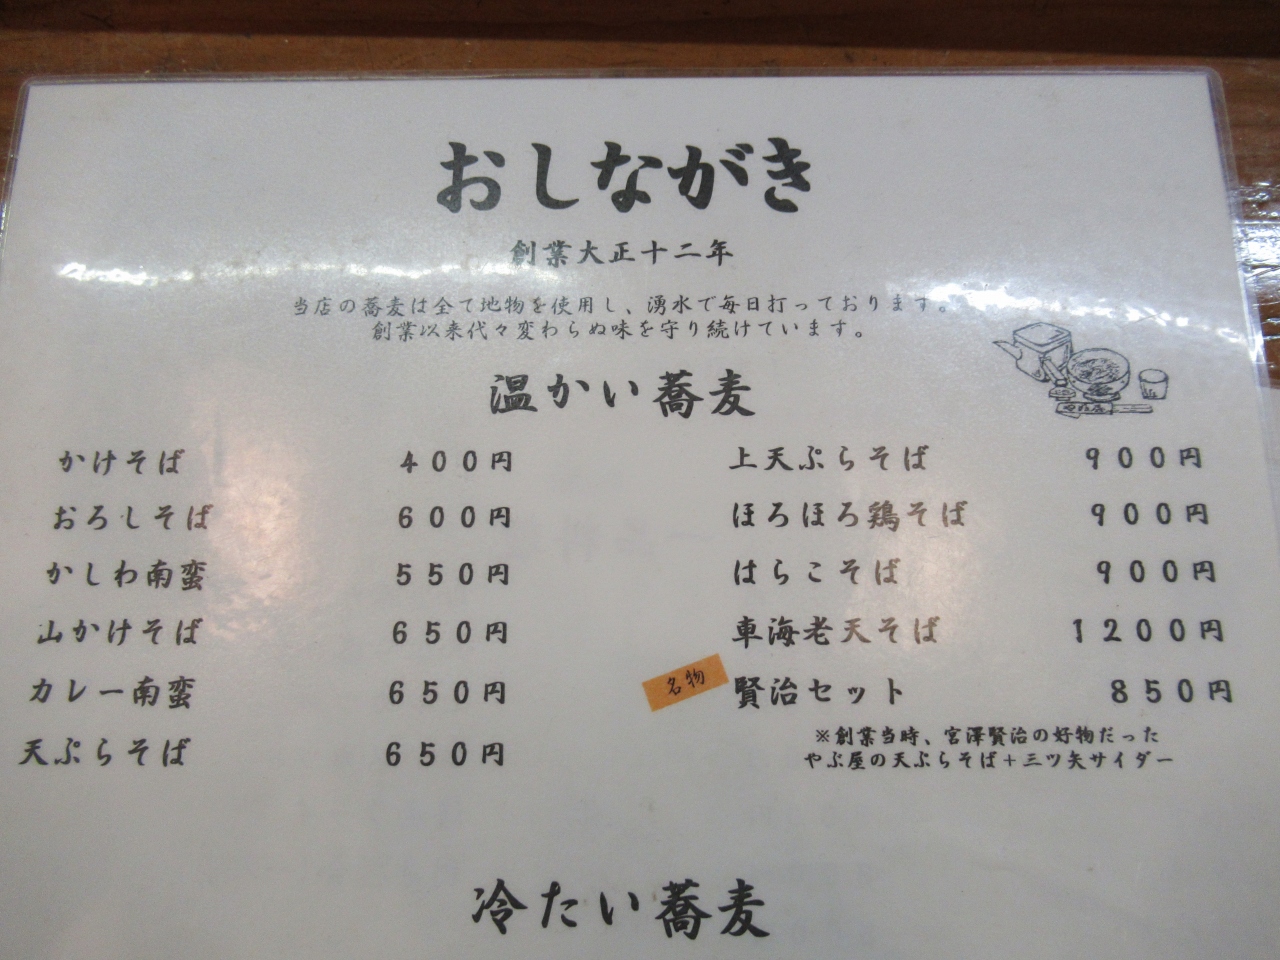 おしながき
創業大正十二年
当店の蕎麦は全て地物を使用し、湧水で毎日打っております。
創業以来代々変わらぬ味を守り続けています。
温かい蕎麦
かけそば 400円
おろしそば 600円
かしわ南蛮 550円
山かけそば 650円
カレー南蛮 650円
天ぷらそば 650円
上天ぷらそば 900円
ほろほろ鶏そば 900円
はらこそば 900円
車海老天そば 1200円
名物 賢治セット 850円
※創業当時、宮澤賢治の好物だった
やぶ屋の天ぷらそば+三ツ矢サイダー
冷たい蕎麦